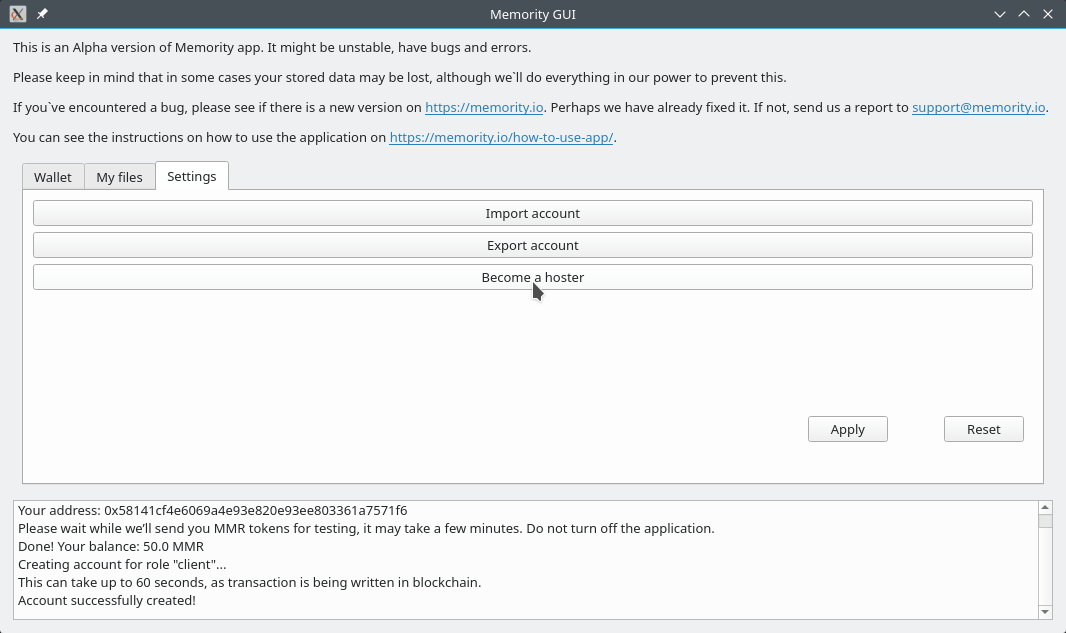 Memority GUI
This is an Alpha version of Memority app. It might be unstable, have bugs and errors.
Please keep in mind that in some cases your stored data may be lost, although we`ll do everything in our power to prevent this.
If you`ve encountered a bug, please see if there is a new version on https://memority.io. Perhaps we have already fixed it. If not, send us a report to support@memority.io.
You can see the instructions on how to use the application on https://memority.io/how-to-use-app/.
Wallet My files Settings
Import account
Export account
Become a hoster
Apply Reset
Your address: 0x58141cf4e6069a4e93e820e93ee803361a7571f6
Please wait while we’ll send you MMR tokens for testing, it may take a few minutes. Do not turn off the application.
Done! Your balance: 50.0 MMR
Creating account for role "client"...
This can take up to 60 seconds, as transaction is being written in blockchain.
Account successfully created!